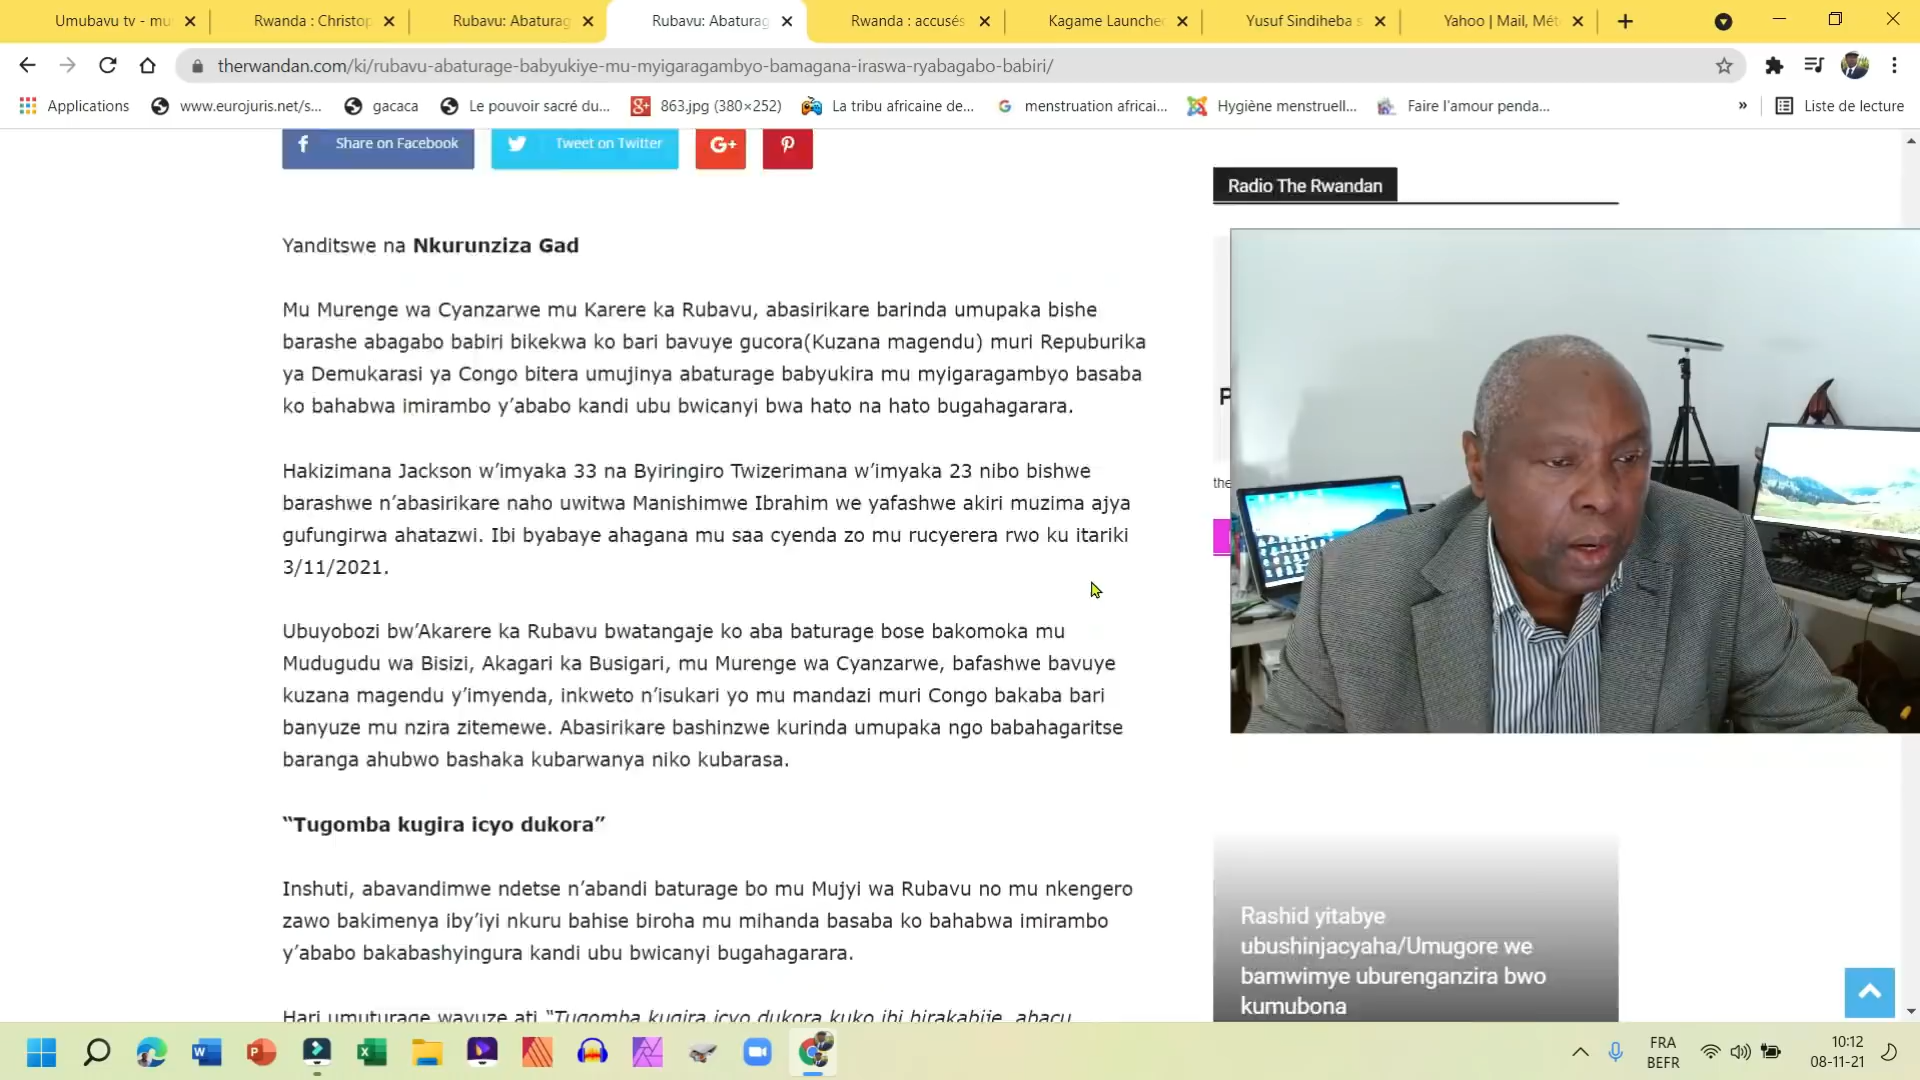 Umubavu tv - mu
Rwanda : Christop
Rubavu: Abaturag
Rubavu: Abaturag
Rwanda : accusés
Kagame Launche
Yusuf Sindiheba s
Yahoo | Mail, Mét
therwandan.com/ki/rubavu-abaturage-babyukiye-mu-myigaragambyo-bamagana-iraswa-ryabagabo-babiri/
Applications
www.eurojuris.net/s...
gacaca
Le pouvoir sacré du...
863.jpg (380×252)
La tribu africaine de...
menstruation africai...
Hygiène menstruell...
Faire l'amour penda...
»
Liste de lecture
Share on Facebook
Tweet on Twitter
G+
Radio The Rwandan
Yanditswe na Nkurunziza Gad
Mu Murenge wa Cyanzarwe mu Karere ka Rubavu, abasirikare barinda umupaka bishe
barashe abagabo babiri bikekwa ko bari bavuye gucora(Kuzana magendu) muri Repuburika
ya Demukarasi ya Congo bitera umujinya abaturage babyukira mu myigaragambyo basaba
ko bahabwa imirambo y’ababo kandi ubu bwicanyi bwa hato na hato bugahagarara.
Hakizimana Jackson w’imyaka 33 na Byiringiro Twizerimana w’imyaka 23 nibo bishwe
barashwe n’abasirikare naho uwitwa Manishimwe Ibrahim we yafashwe akiri muzima ajya
gufungirwa ahatazwi. Ibi byabaye ahagana mu saa cyenda zo mu rucyerera rwo ku itariki
3/11/2021.
Ubuyobozi bw’Akarere ka Rubavu bwatangaje ko aba baturage bose bakomoka mu
Mudugudu wa Bisizi, Akagari ka Busigari, mu Murenge wa Cyanzarwe, bafashwe bavuye
kuzana magendu y’imyenda, inkweto n’isukari yo mu mandazi muri Congo bakaba bari
banyuze mu nzira zitemewe. Abasirikare bashinzwe kurinda umupaka ngo babahagaritse
baranga ahubwo bashaka kubarwanya niko kubarasa.
“Tugomba kugira icyo dukora”
Inshuti, abavandimwe ndetse n’abandi baturage bo mu Mujyi wa Rubavu no mu nkengero
zawo bakimenya iby’iyi nkuru bahise biroha mu mihanda basaba ko bahabwa imirambo
y’ababo bakabashyingura kandi ubu bwicanyi bugahagarara.
Hari umuturage wavuze ati “Tugomba kugira icyo dukora kuko ibi birakabije, abacu
P
the
Rashid yitabye
ubushinjacyaha/Umugore we
bamwimye uburenganzira bwo
kumubona
FRA
BEFR
10:12
08-11-21